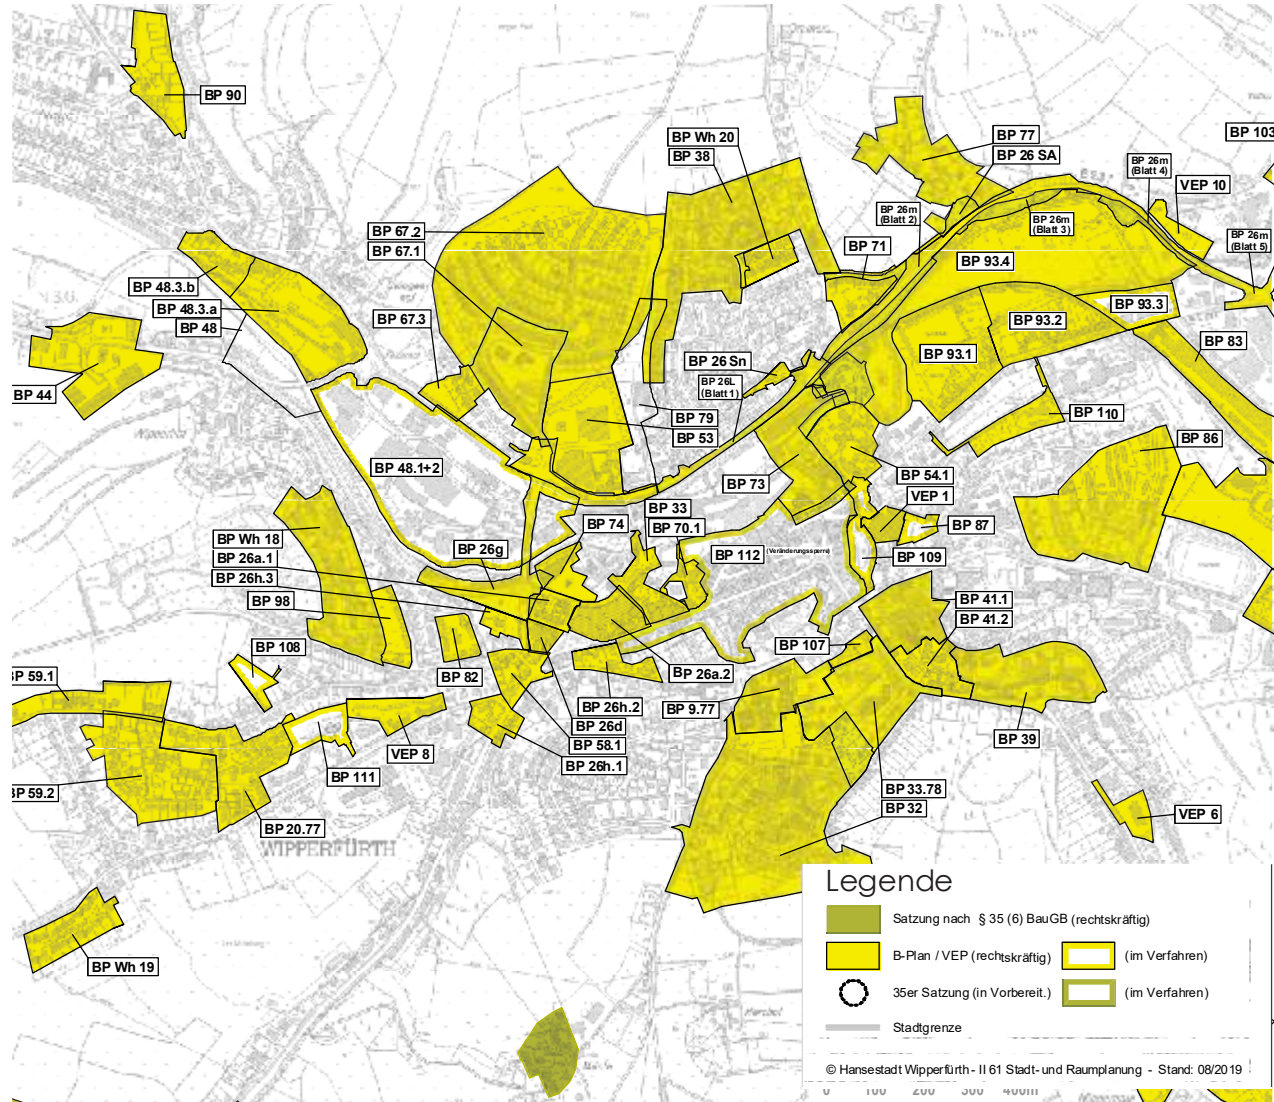 BP 90
BP Wh 20
BP 38
BP 77
BP 26 SA
BP 103
BP 26m
(Blatt 4)
VEP 10
BP 26m
(Blatt 2)
BP 26m
(Blatt 3)
BP 26m
(Blatt 5)
BP 67.2
BP 67.1
BP 71
BP 93.4
BP 48.3.b
BP 48.3.a
BP 48
BP 67.3
BP 93.3
BP 93.2
BP 83
BP 93.1
BP 26 Sn
BP 26L
(Blatt 1)
BP 44
BP 79
BP 53
BP 110
BP 86
BP 48.1+2
BP 73
BP 54.1
VEP 1
BP 33
BP 74
BP 70.1
BP 87
BP Wh 18
BP 26a.1
BP 26h.3
BP 98
BP 26g
BP 112 (Veränderungssperre)
BP 109
BP 41.1
BP 41.2
BP 108
BP 107
BP 59.1
BP 82
BP 26a.2
BP 26h.2
BP 9.77
BP 26d
BP 58.1
BP 26h.1
BP 39
VEP 8
BP 111
BP 59.2
BP 33.78
BP 32
VEP 6
BP 20.77
WIPPERFÜRTH
BP Wh 19
Legende
Satzung nach § 35 (6) BauGB (rechtskräftig)
B-Plan / VEP (rechtskräftig)
(im Verfahren)
35er Satzung (in Vorbereit.)
(im Verfahren)
Stadtgrenze
© Hansestadt Wipperfürth - II 61 Stadt- und Raumplanung - Stand: 08/2019
0 100 200 300 400m